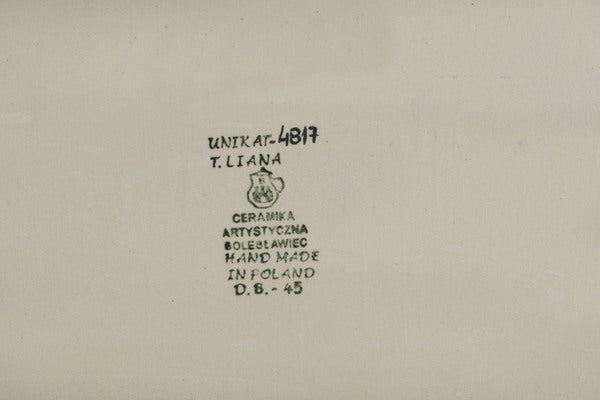 UNIKAT-4817
T. LIANA
CERAMIKA
ARTYSTYCZNA
BOLESŁAWIEC
HAND MADE
IN POLAND
D.B.-45